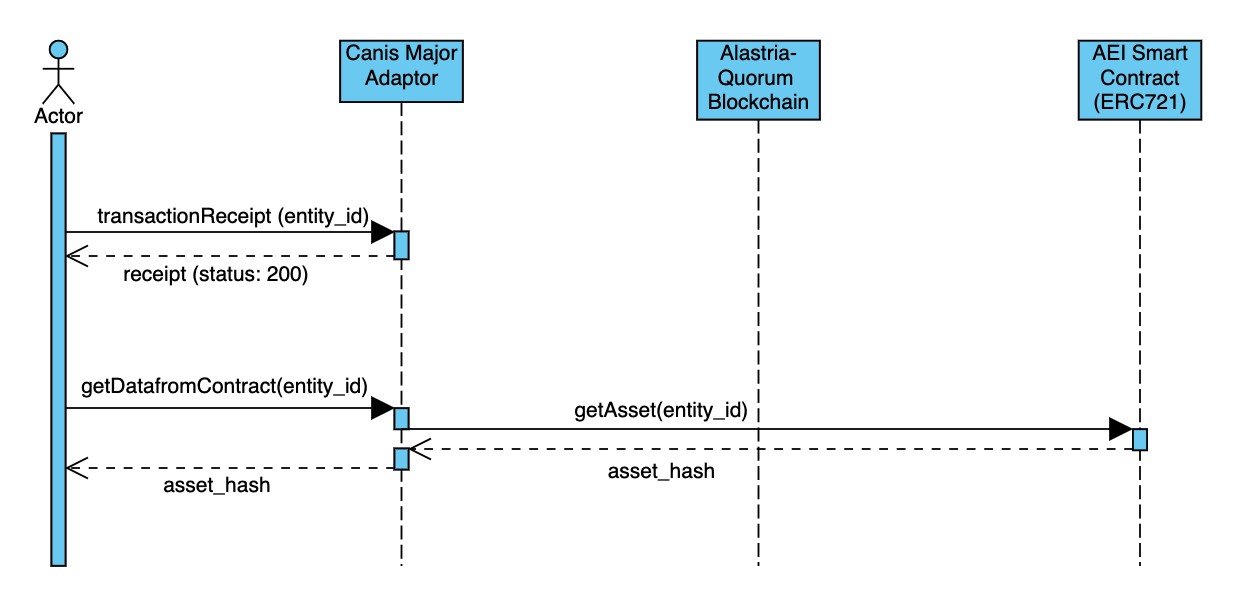 Actor
Canis Major
Adaptor
Alastria-
Quorum
Blockchain
AEI Smart
Contract
(ERC721)
transactionReceipt (entity_id)
receipt (status: 200)
getDatafromContract(entity_id)
getAsset(entity_id)
asset_hash
asset_hash